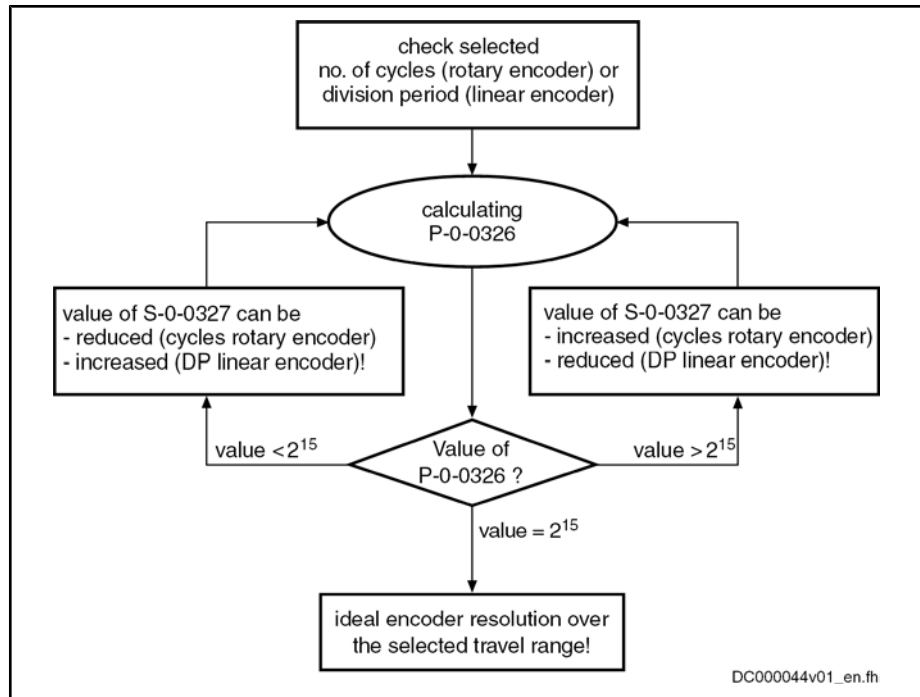 check selected
no. of cycles (rotary encoder) or
division period (linear encoder)
calculating
P-0-0326
value of S-0-0327 can be
- reduced (cycles rotary encoder)
- increased (DP linear encoder)!
value of S-0-0327 can be
- increased (cycles rotary encoder)
- reduced (DP linear encoder)!
value < 2¹⁵
Value of
P-0-0326 ?
value > 2¹⁵
value = 2¹⁵
ideal encoder resolution over
the selected travel range!
DC000044v01_en.fh